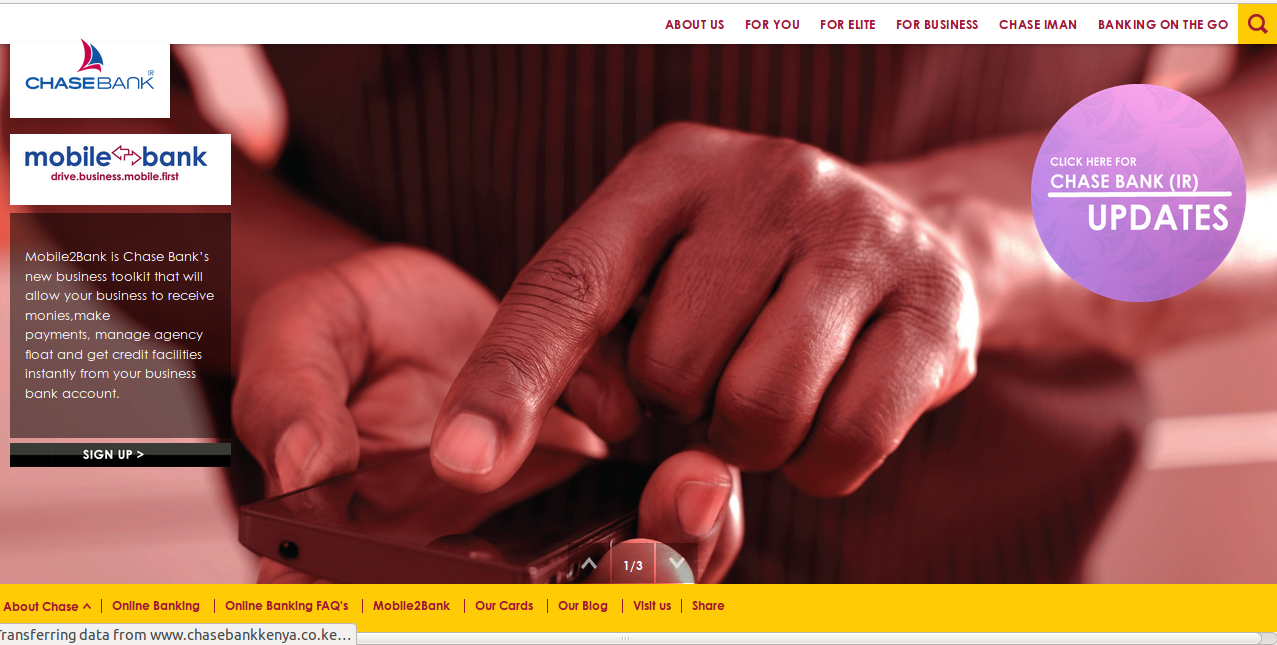 ABOUT US FOR YOU FOR ELITE FOR BUSINESS CHASE IMAN BANKING ON THE GO
CHASEBANK IR
mobile bank
drive.business.mobile.first
Mobile2Bank is Chase Bank's
new business toolkit that will
allow your business to receive
monies,make
payments, manage agency
float and get credit facilities
instantly from your business
bank account.
SIGN UP >
CLICK HERE FOR
CHASE BANK (IR)
UPDATES
1/3
About Chase Online Banking Online Banking FAQ's Mobile2Bank Our Cards Our Blog Visit us Share
Transferring data from www.chasebankkenya.co.ke...